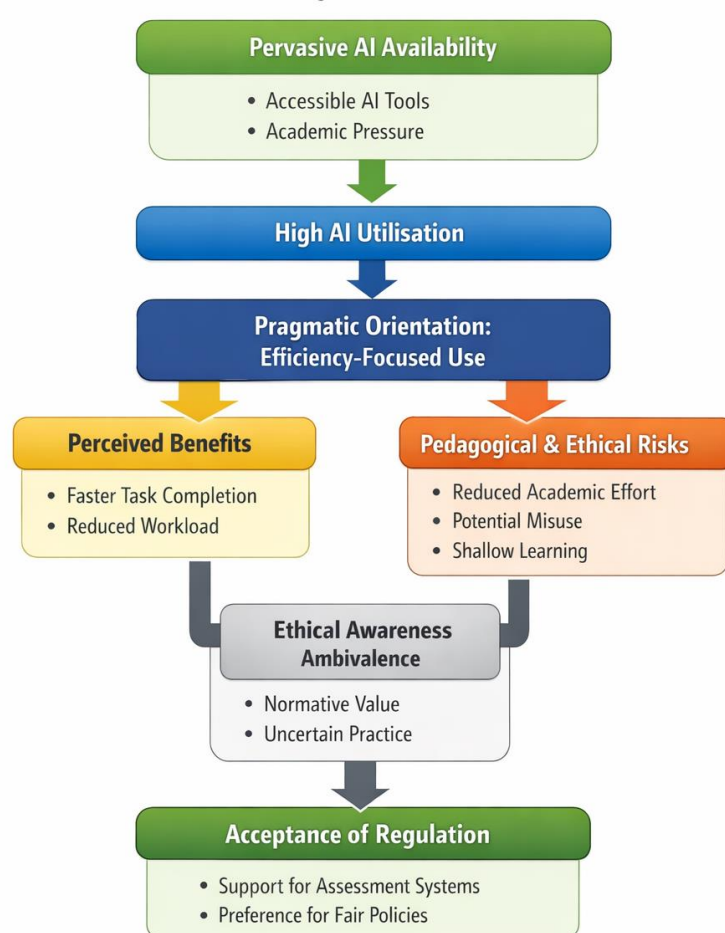 Pervasive AI Availability
• Accessible AI Tools
• Academic Pressure
High AI Utilisation
Pragmatic Orientation:
Efficiency-Focused Use
Perceived Benefits
• Faster Task Completion
• Reduced Workload
Pedagogical & Ethical Risks
• Reduced Academic Effort
• Potential Misuse
• Shallow Learning
Ethical Awareness
Ambivalence
• Normative Value
• Uncertain Practice
Acceptance of Regulation
• Support for Assessment Systems
• Preference for Fair Policies